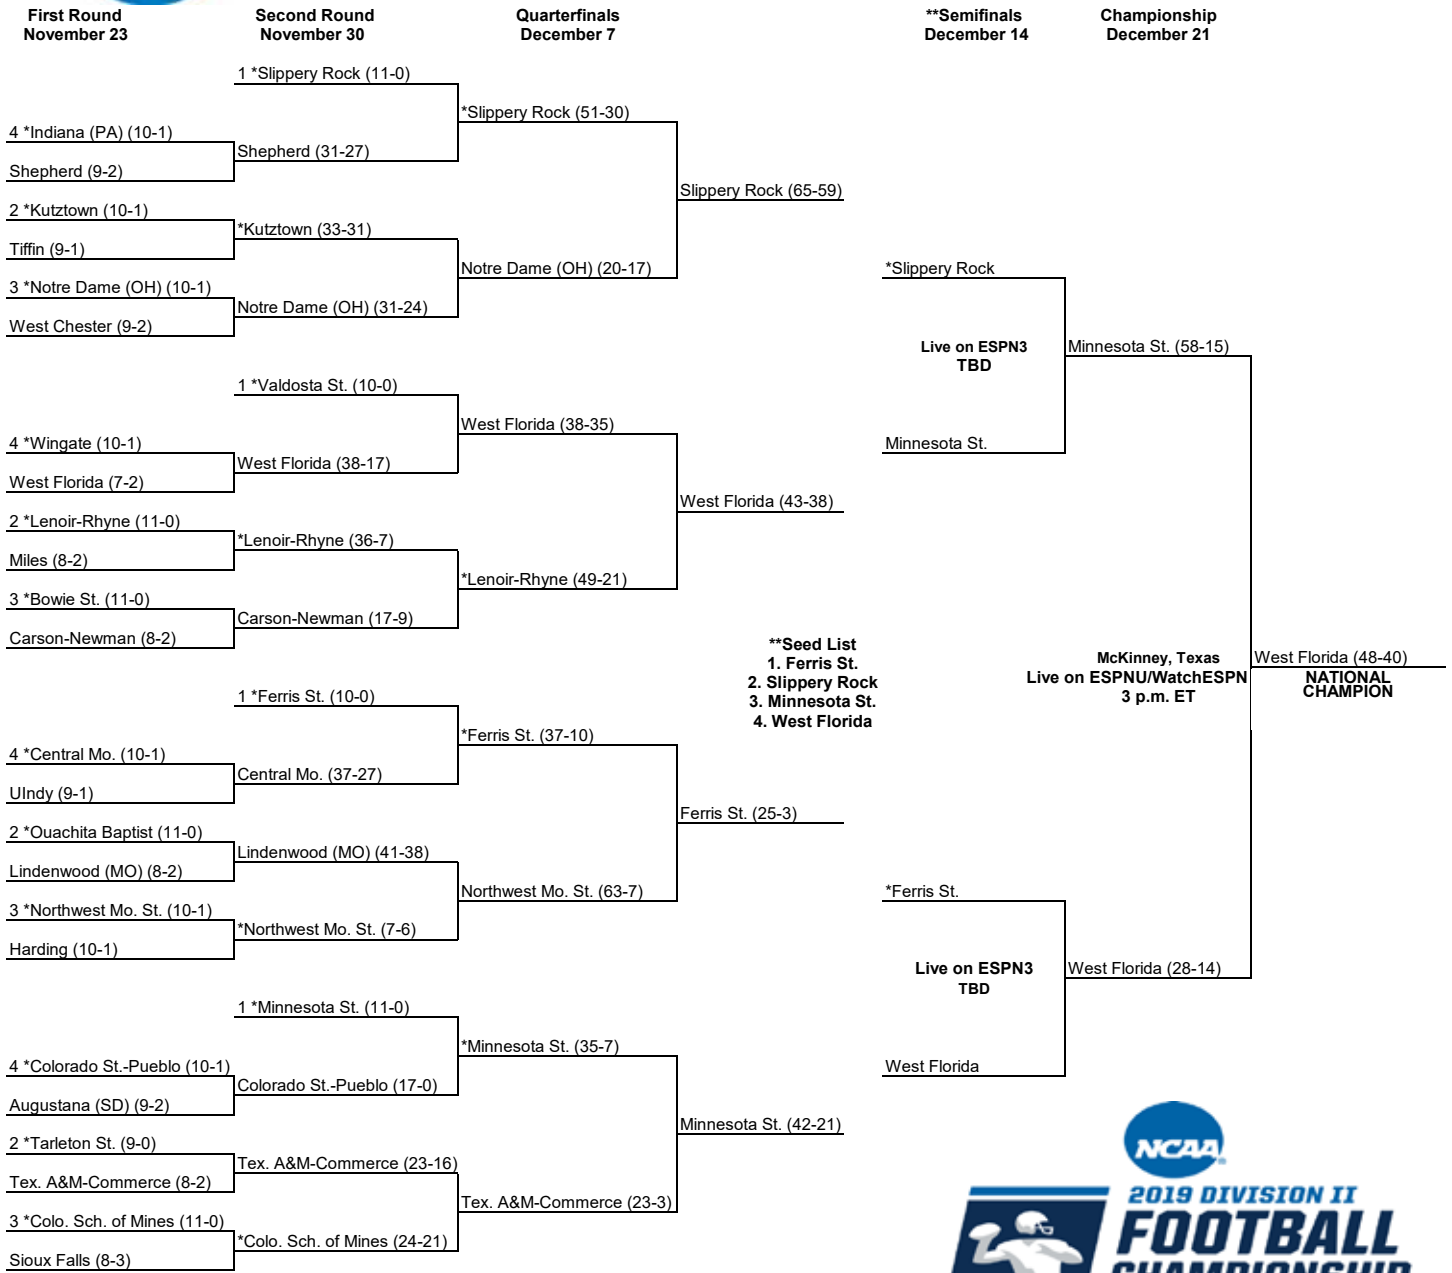 First Round
November 23
Second Round
November 30
Quarterfinals
December 7
**Semifinals
December 14
Championship
December 21
1 *Slippery Rock (11-0)
*Slippery Rock (51-30)
4 *Indiana (PA) (10-1)
Shepherd (31-27)
Shepherd (9-2)
Slippery Rock (65-59)
2 *Kutztown (10-1)
*Kutztown (33-31)
Tiffin (9-1)
Notre Dame (OH) (20-17)
*Slippery Rock
3 *Notre Dame (OH) (10-1)
Notre Dame (OH) (31-24)
West Chester (9-2)
Live on ESPN3
TBD
Minnesota St. (58-15)
1 *Valdosta St. (10-0)
West Florida (38-35)
4 *Wingate (10-1)
Minnesota St.
West Florida (38-17)
West Florida (7-2)
West Florida (43-38)
2 *Lenoir-Rhyne (11-0)
*Lenoir-Rhyne (36-7)
Miles (8-2)
*Lenoir-Rhyne (49-21)
3 *Bowie St. (11-0)
Carson-Newman (17-9)
Carson-Newman (8-2)
**Seed List
1. Ferris St.
2. Slippery Rock
3. Minnesota St.
4. West Florida
McKinney, Texas
Live on ESPNU/WatchESPN
3 p.m. ET
West Florida (48-40)
NATIONAL
CHAMPION
1 *Ferris St. (10-0)
*Ferris St. (37-10)
4 *Central Mo. (10-1)
Central Mo. (37-27)
UIndy (9-1)
Ferris St. (25-3)
2 *Ouachita Baptist (11-0)
Lindenwood (MO) (41-38)
Lindenwood (MO) (8-2)
Northwest Mo. St. (63-7)
*Ferris St.
3 *Northwest Mo. St. (10-1)
*Northwest Mo. St. (7-6)
Harding (10-1)
Live on ESPN3
TBD
West Florida (28-14)
1 *Minnesota St. (11-0)
*Minnesota St. (35-7)
4 *Colorado St.-Pueblo (10-1)
West Florida
Colorado St.-Pueblo (17-0)
Augustana (SD) (9-2)
Minnesota St. (42-21)
2 *Tarleton St. (9-0)
Tex. A&M-Commerce (23-16)
Tex. A&M-Commerce (8-2)
Tex. A&M-Commerce (23-3)
3 *Colo. Sch. of Mines (11-0)
*Colo. Sch. of Mines (24-21)
Sioux Falls (8-3)
NCAA
2019 DIVISION II
FOOTBALL
CHAMPIONSHIP